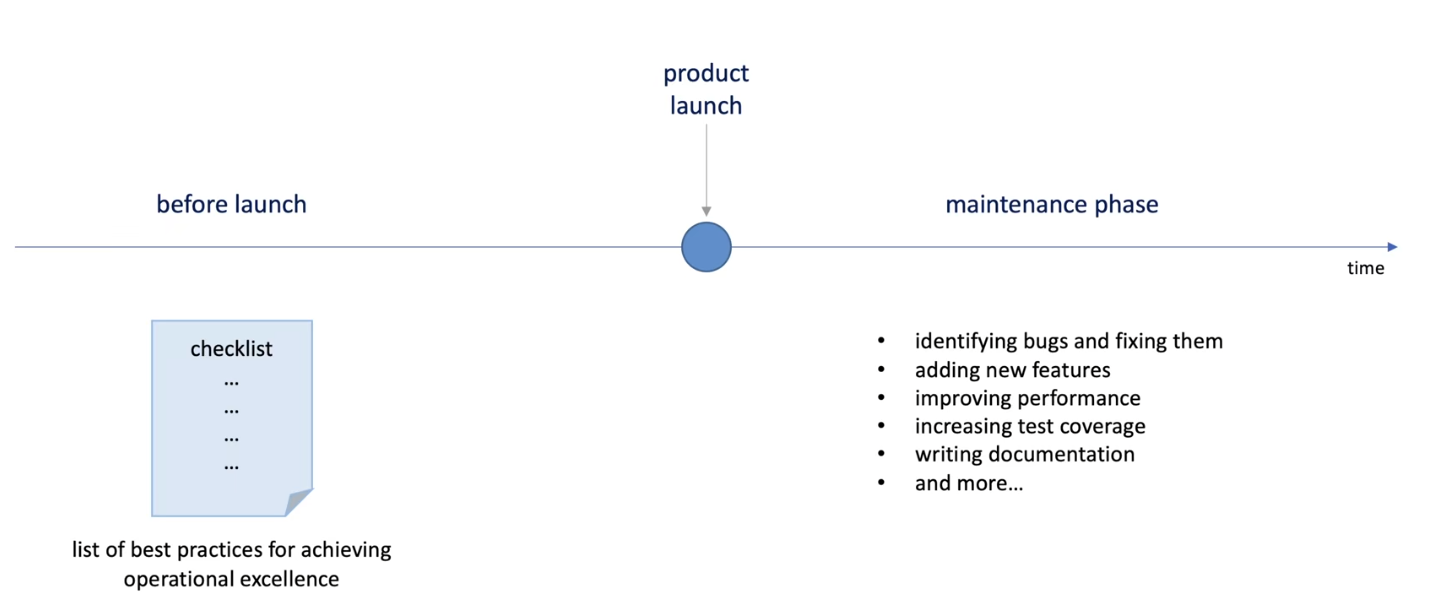 product
launch
before launch
maintenance phase
time
checklist
...
...
...
...
list of best practices for achieving
operational excellence
• identifying bugs and fixing them
• adding new features
• improving performance
• increasing test coverage
• writing documentation
• and more...